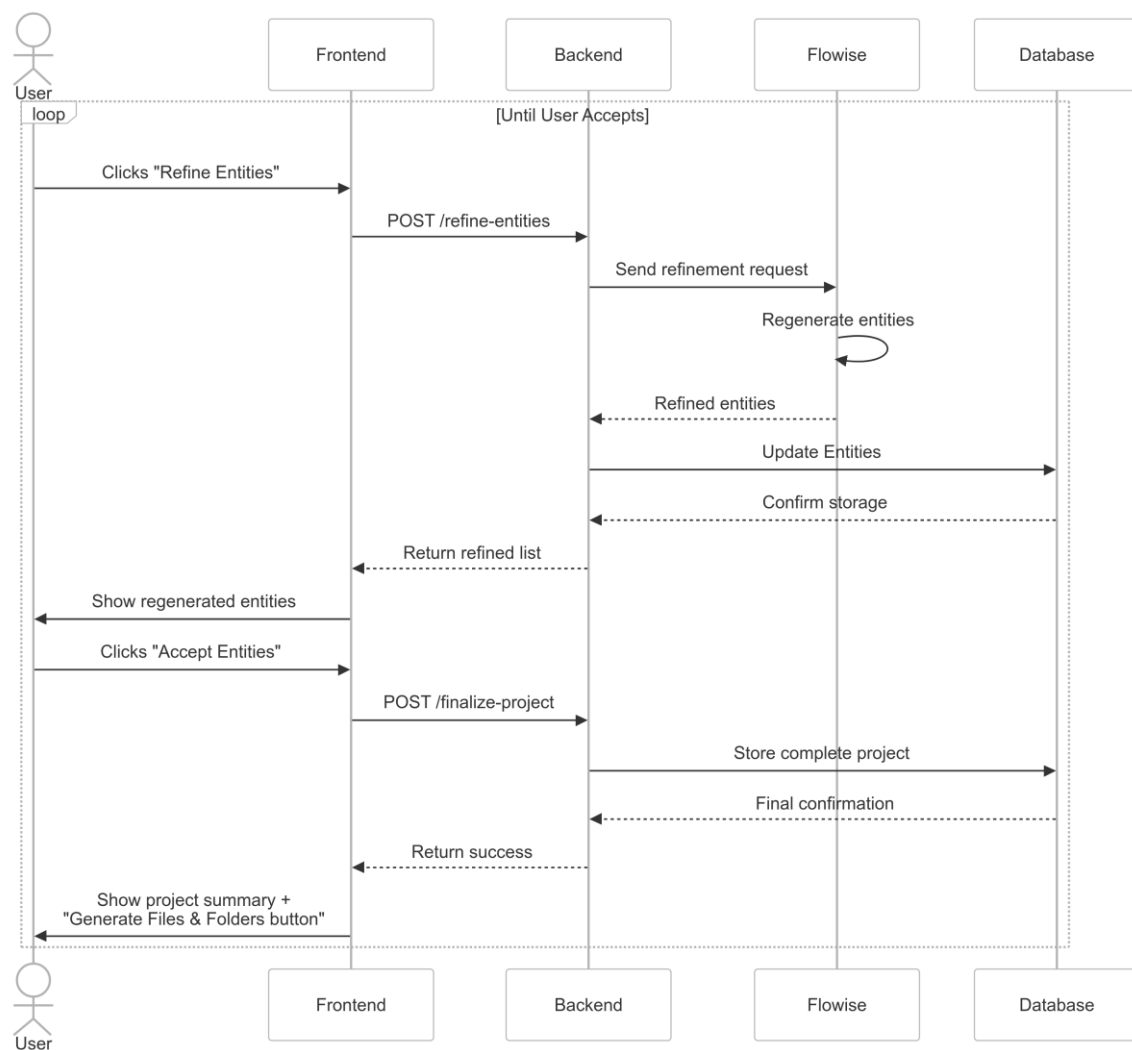 Frontend
Backend
Flowise
Database
User
loop
[Until User Accepts]
Clicks "Refine Entities"
POST /refine-entities
Send refinement request
Regenerate entities
Refined entities
Update Entities
Confirm storage
Return refined list
Show regenerated entities
Clicks "Accept Entities"
POST /finalize-project
Store complete project
Final confirmation
Return success
Show project summary +
"Generate Files & Folders button"
Frontend
Backend
Flowise
Database
User